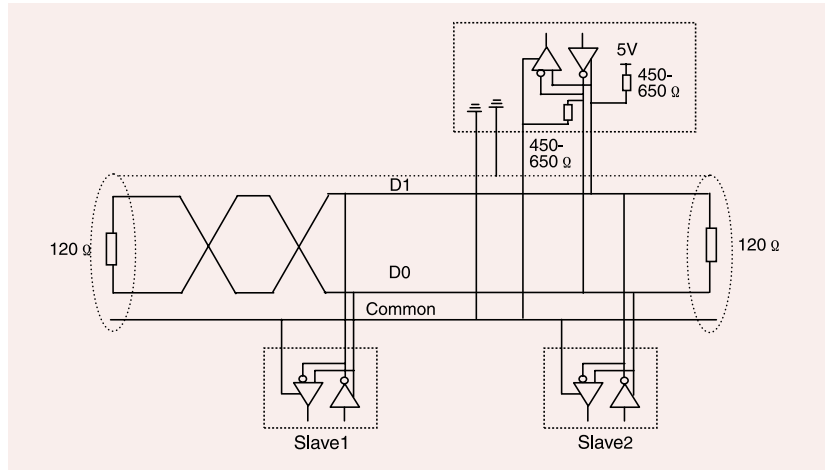 5V
450-
650 Ω
450-
650 Ω
D1
120 Ω
120 Ω
D0
Common
Slave1
Slave2